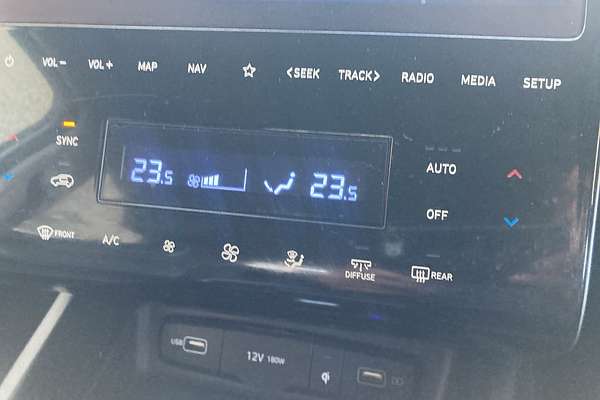 VOL - VOL + MAP NAV < SEEK TRACK > RADIO MEDIA SETUP
SYNC
AUTO
23.5 23.5
OFF
FRONT A/C DIFFUSE REAR
USB 12V 180W qi